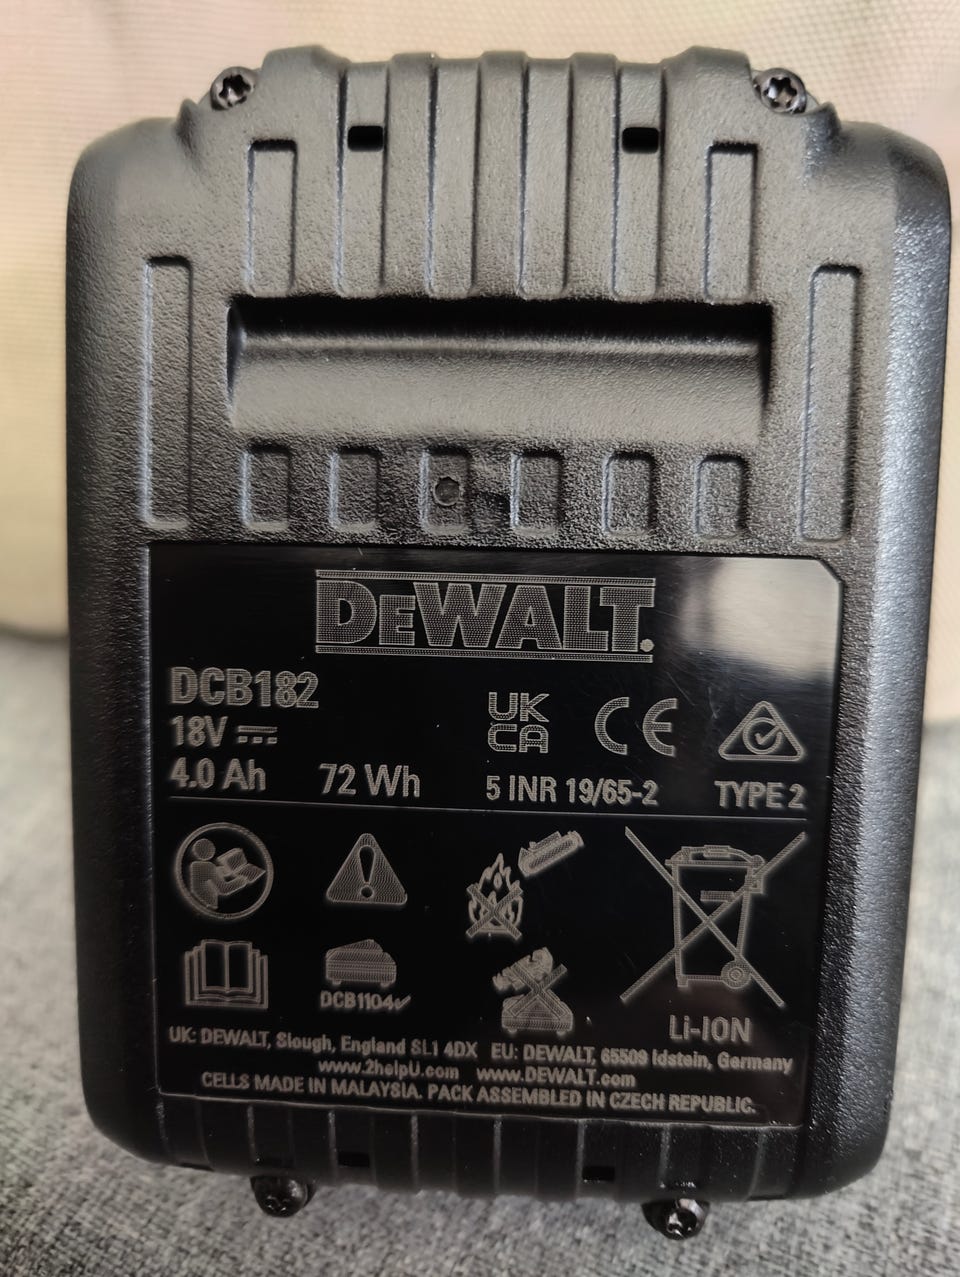 DEWALT
DCB182
18V
4.0 Ah 72 Wh
UK
CA
CE
5 INR 19/65-2
TYPE 2
DCB1104
Li-ION
UK: DEWALT, Slough, England SL1 4DX EU: DEWALT, 65509 Idstein, Germany
www.2helpU.com www.DEWALT.com
CELLS MADE IN MALAYSIA. PACK ASSEMBLED IN CZECH REPUBLIC.